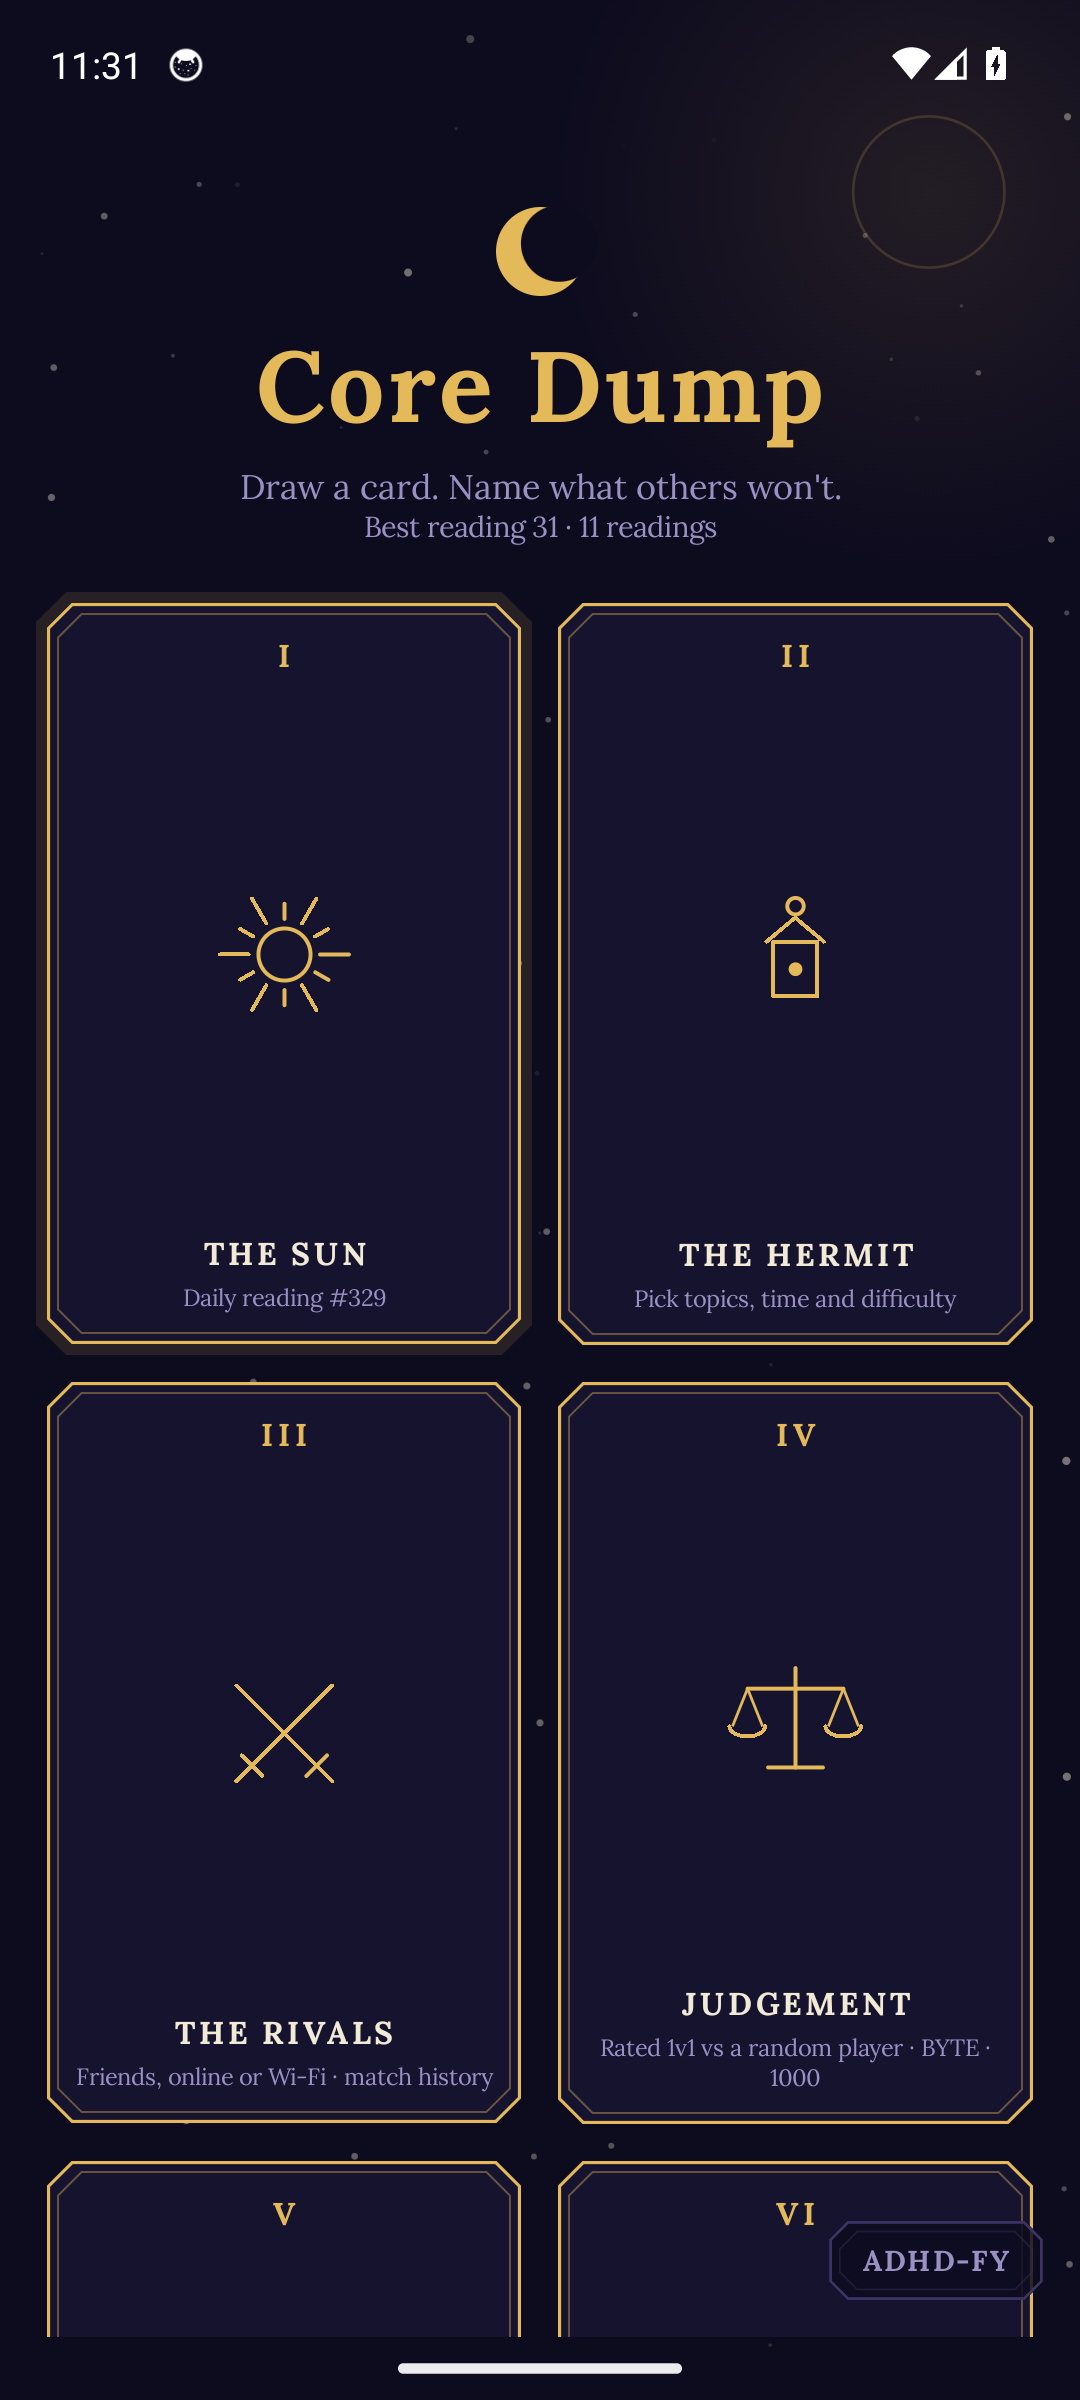 11:31
Core Dump
Draw a card. Name what others won't.
Best reading 31 · 11 readings
I
THE SUN
Daily reading #329
II
THE HERMIT
Pick topics, time and difficulty
III
THE RIVALS
Friends, online or Wi-Fi · match history
IV
JUDGEMENT
Rated 1v1 vs a random player · BYTE ·
1000
V
VI
ADHD-FY